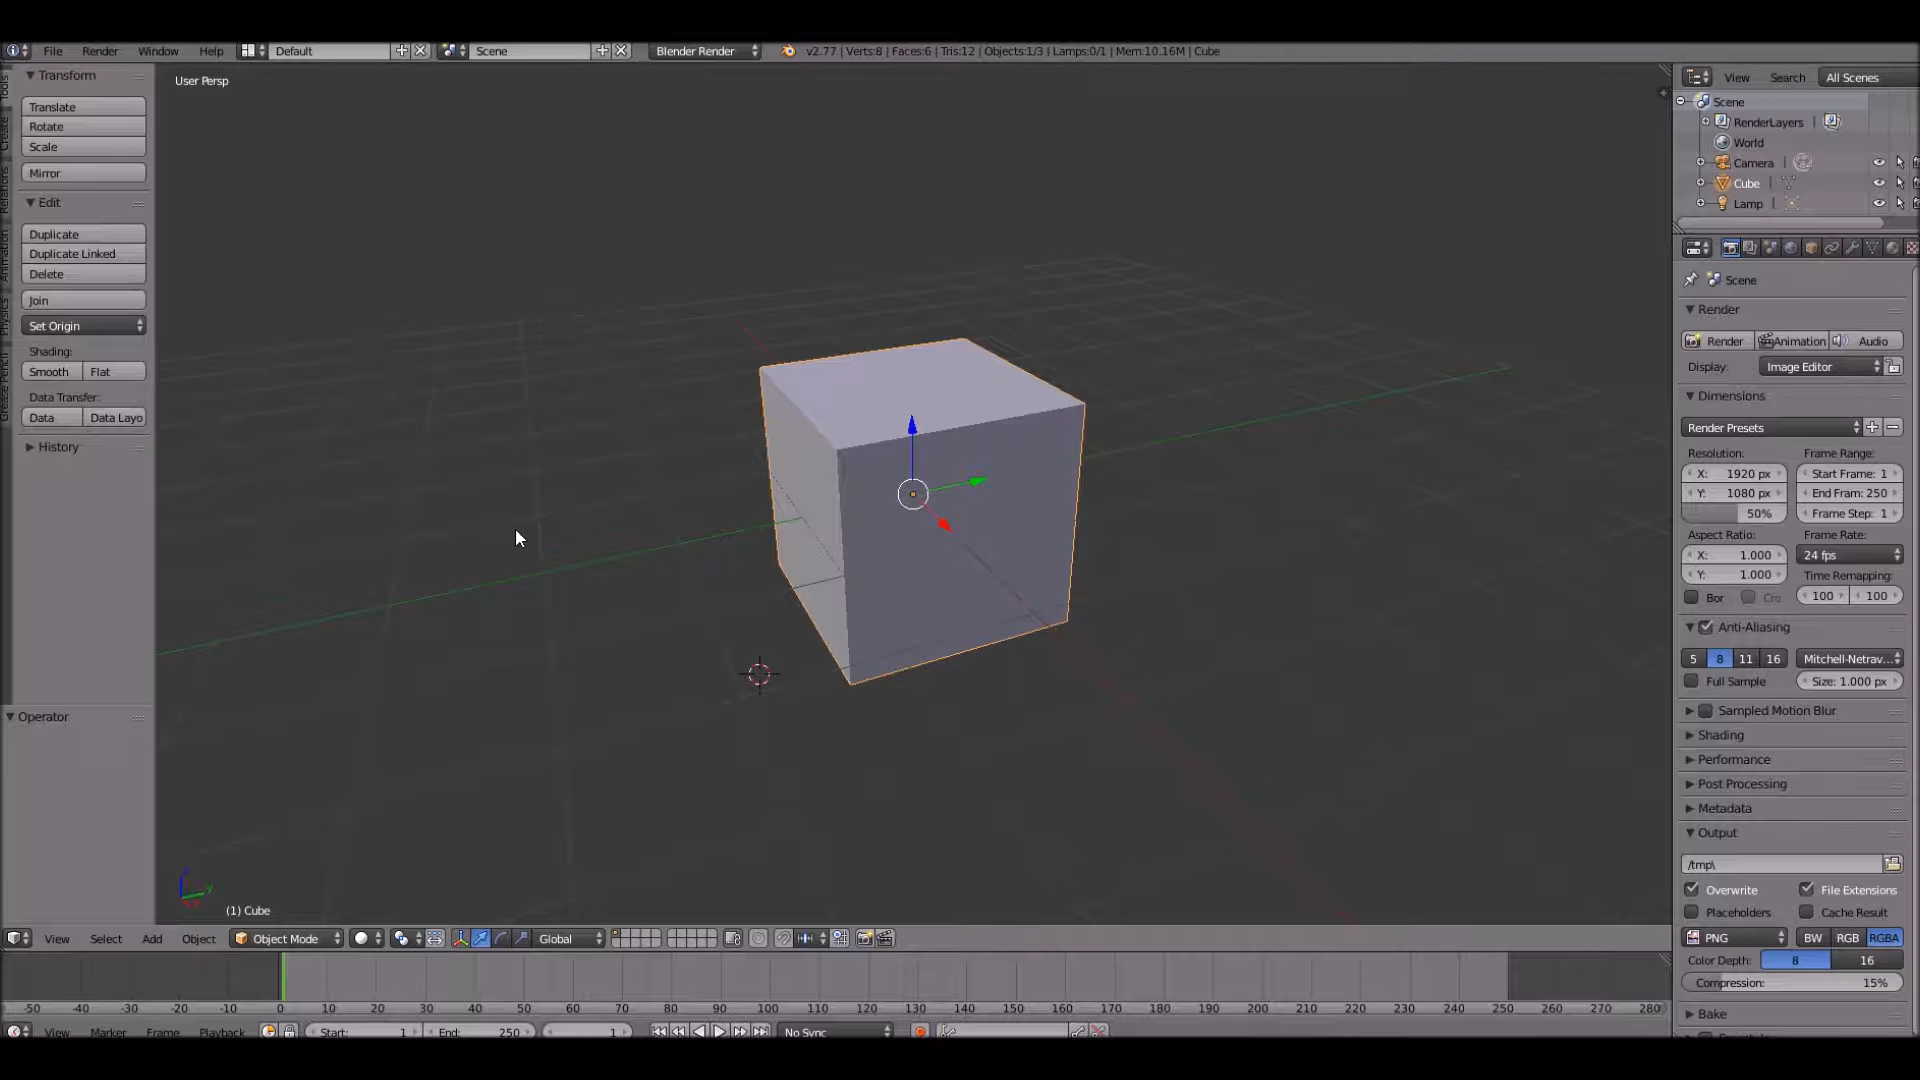 File Render Window Help Default Scene Blender Render v2.77 | Verts:8 | Faces:6 | Tris:12 | Objects:1/3 | Lamps:0/1 | Mem:10.16M | Cube
Tools
Create
Relations
Animation
Physics
Grease Pencil
Transform
Translate
Rotate
Scale
Mirror
Edit
Duplicate
Duplicate Linked
Delete
Join
Set Origin
Shading:
Smooth Flat
Data Transfer:
Data Data Layo
History
Operator
User Persp
(1) Cube
View Search All Scenes
Scene
RenderLayers |
World
Camera |
Cube |
Lamp |
Scene
Render
Render Animation Audio
Display: Image Editor
Dimensions
Render Presets
Resolution: Frame Range:
X: 1920 px Start Frame: 1
Y: 1080 px End Fram: 250
50% Frame Step: 1
Aspect Ratio: Frame Rate:
X: 1.000 24 fps
Y: 1.000 Time Remapping:
Bor Cro 100 100
Anti-Aliasing
5 8 11 16 Mitchell-Netrav...
Full Sample Size: 1.000 px
Sampled Motion Blur
Shading
Performance
Post Processing
Metadata
Output
/tmp\
Overwrite File Extensions
Placeholders Cache Result
PNG BW RGB RGBA
Color Depth: 8 16
Compression: 15%
Bake
View Select Add Object Object Mode Global
-50 -40 -30 -20 -10 0 10 20 30 40 50 60 70 80 90 100 110 120 130 140 150 160 170 180 190 200 210 220 230 240 250 260 270 280
View Marker Frame Playback Start: 1 End: 250 1 No Sync